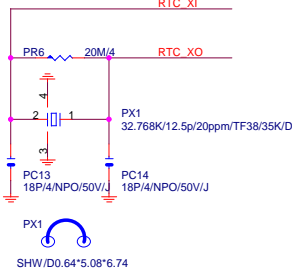 RTC_XI
PR6 20M/4 RTC_XO
4
2 1
3
PX1
32.768K/12.5p/20ppm/TF38/35K/D
PC13 PC14
18P/4/NPO/50V/J 18P/4/NPO/50V/J
PX1
SHW/D0.64*5.08*6.74